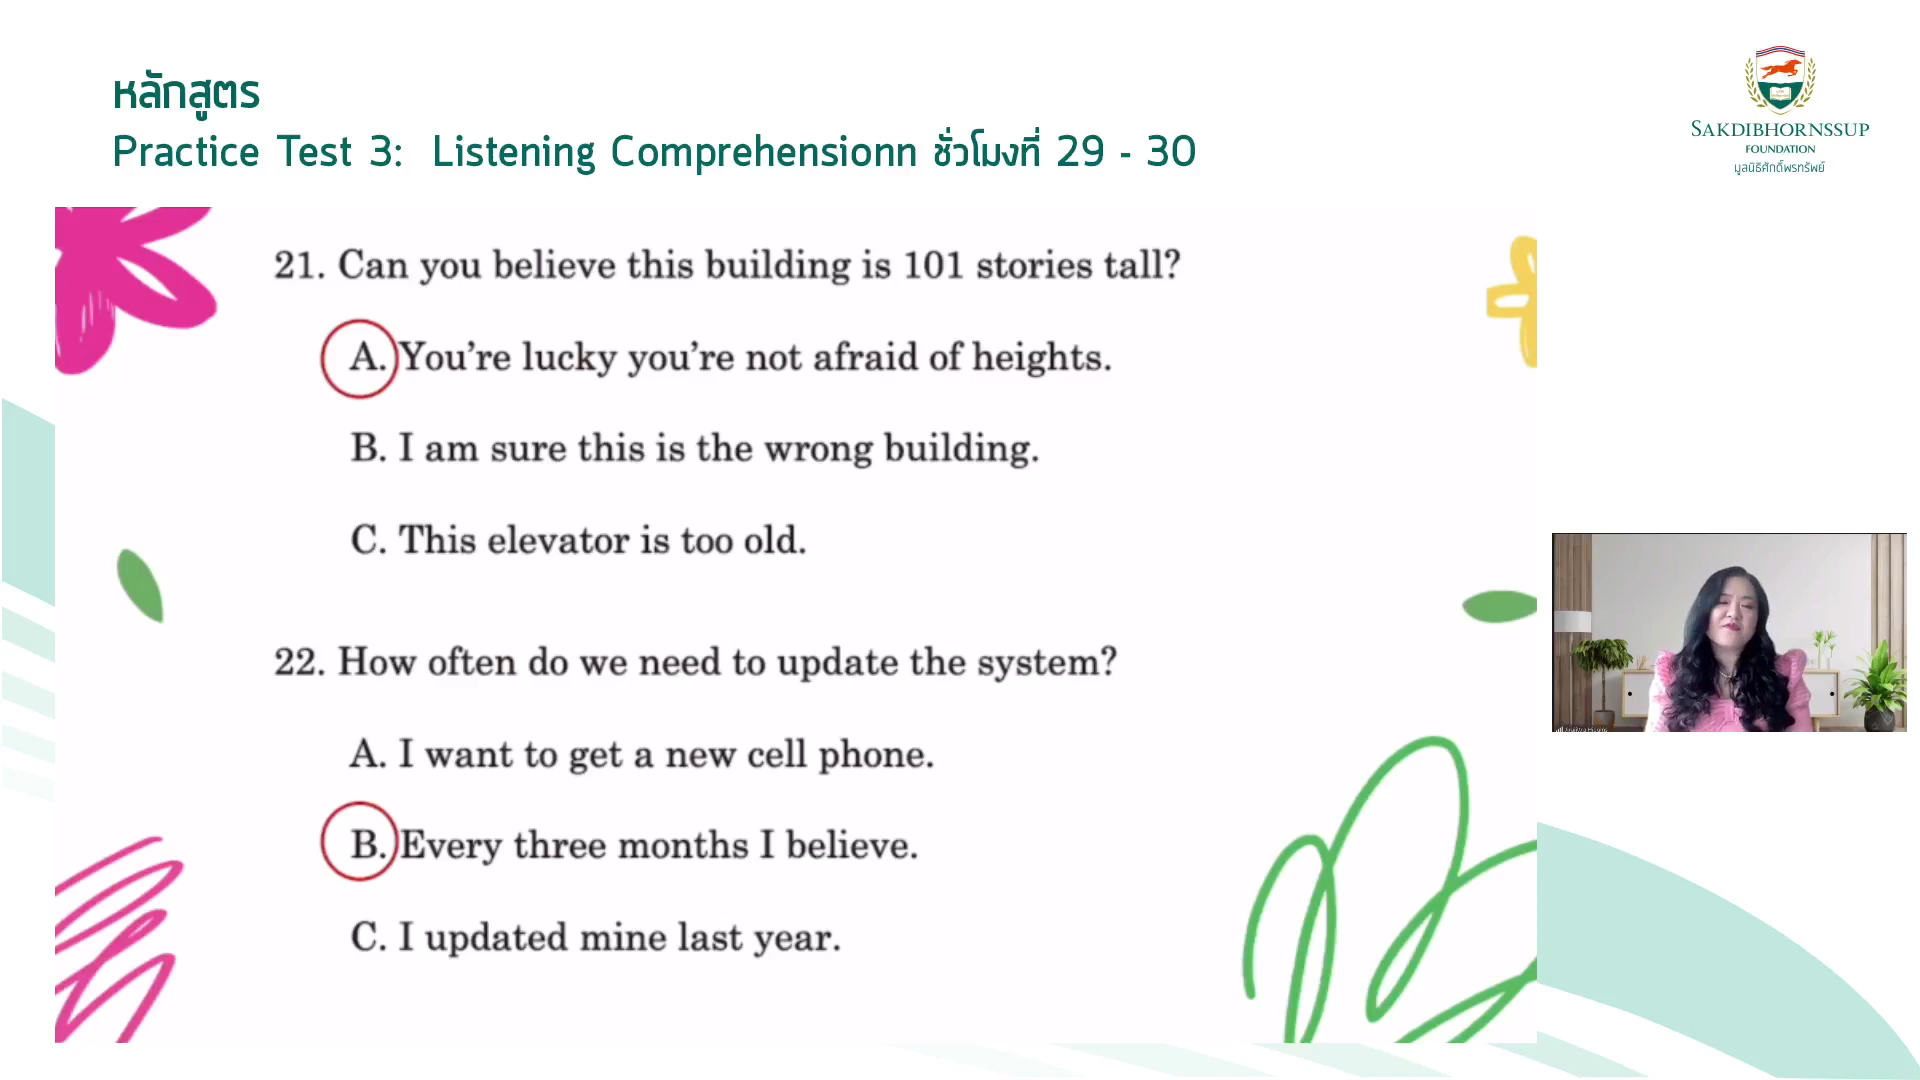 หลักสูตร
Practice Test 3: Listening Comprehensionn ชั่วโมงที่ 29 - 30
SAKDIBHORNSSUP
FOUNDATION
มูลนิธิศักดิ์พรทรัพย์
21. Can you believe this building is 101 stories tall?
A. You’re lucky you’re not afraid of heights.
B. I am sure this is the wrong building.
C. This elevator is too old.
22. How often do we need to update the system?
A. I want to get a new cell phone.
B. Every three months I believe.
C. I updated mine last year.